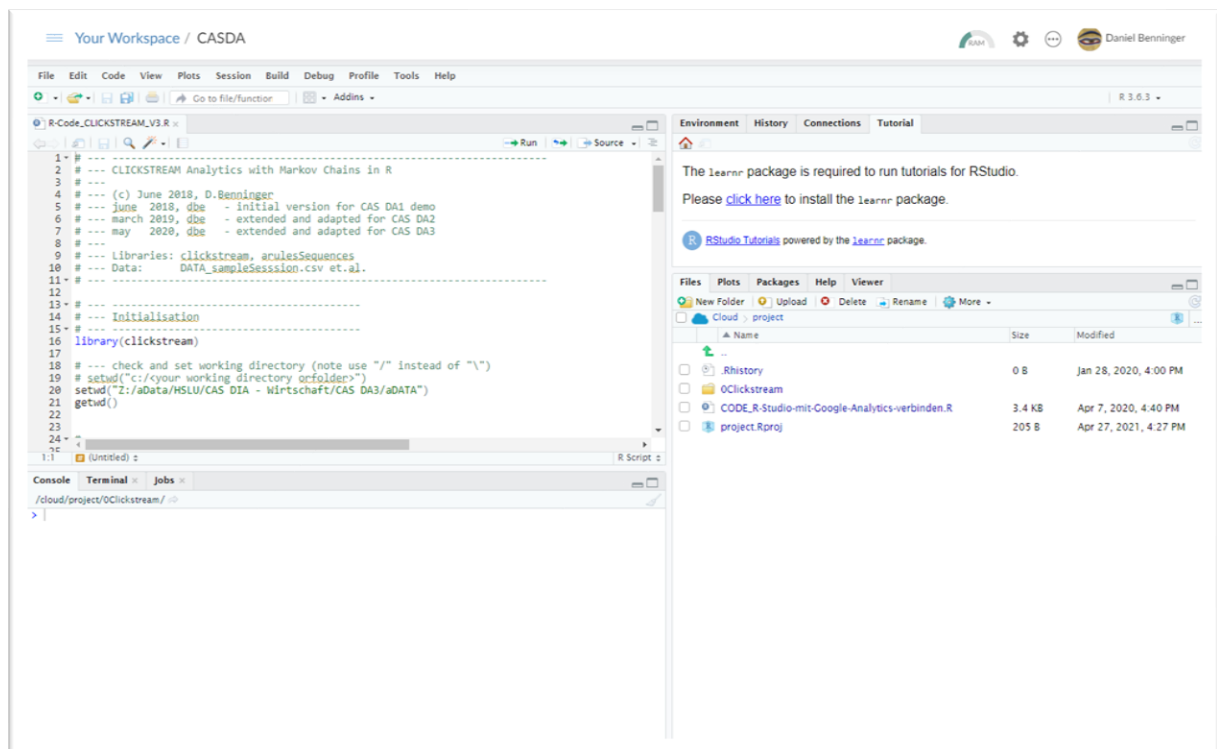 Your Workspace / CASDA
RAM
Daniel Benninger
File Edit Code View Plots Session Build Debug Profile Tools Help
Go to file/function
Addins
R 3.6.3
R-Code_CLICKSTREAM_V3.R
Run
Source
1 # --- ------------------------------------------------------------------
2 # --- CLICKSTREAM Analytics with Markov Chains in R
3 # ---
4 # --- (c) June 2018, D.Benninger
5 # --- june  2018, dbe   - initial version for CAS DA1 demo
6 # --- march 2019, dbe   - extended and adapted for CAS DA2
7 # --- may   2020, dbe   - extended and adapted for CAS DA3
8 # ---
9 # --- Libraries: clickstream, arulesSequences
10 # --- Data:      DATA_sampleSesssion.csv et.al.
11 # --- ------------------------------------------------------------------
12
13 # --- --------------------------------------
14 # --- Initialisation
15 # --- --------------------------------------
16 library(clickstream)
17
18 # --- check and set working directory (note use "/" instead of "\")
19 # setwd("c:/<your working directory orfolder>")
20 setwd("Z:/aData/HSLU/CAS DIA - Wirtschaft/CAS DA3/aDATA")
21 getwd()
22
23
24
25
1:1 (Untitled) R Script
Console Terminal Jobs
/cloud/project/0Clickstream/
>
Environment History Connections Tutorial
The learnr package is required to run tutorials for RStudio.
Please click here to install the learnr package.
R RStudio Tutorials powered by the learnr package.
Files Plots Packages Help Viewer
New Folder Upload Delete Rename More
Cloud > project
...
Name Size Modified
..
.Rhistory 0 B Jan 28, 2020, 4:00 PM
0Clickstream
CODE_R-Studio-mit-Google-Analytics-verbinden.R 3.4 KB Apr 7, 2020, 4:40 PM
project.Rproj 205 B Apr 27, 2021, 4:27 PM